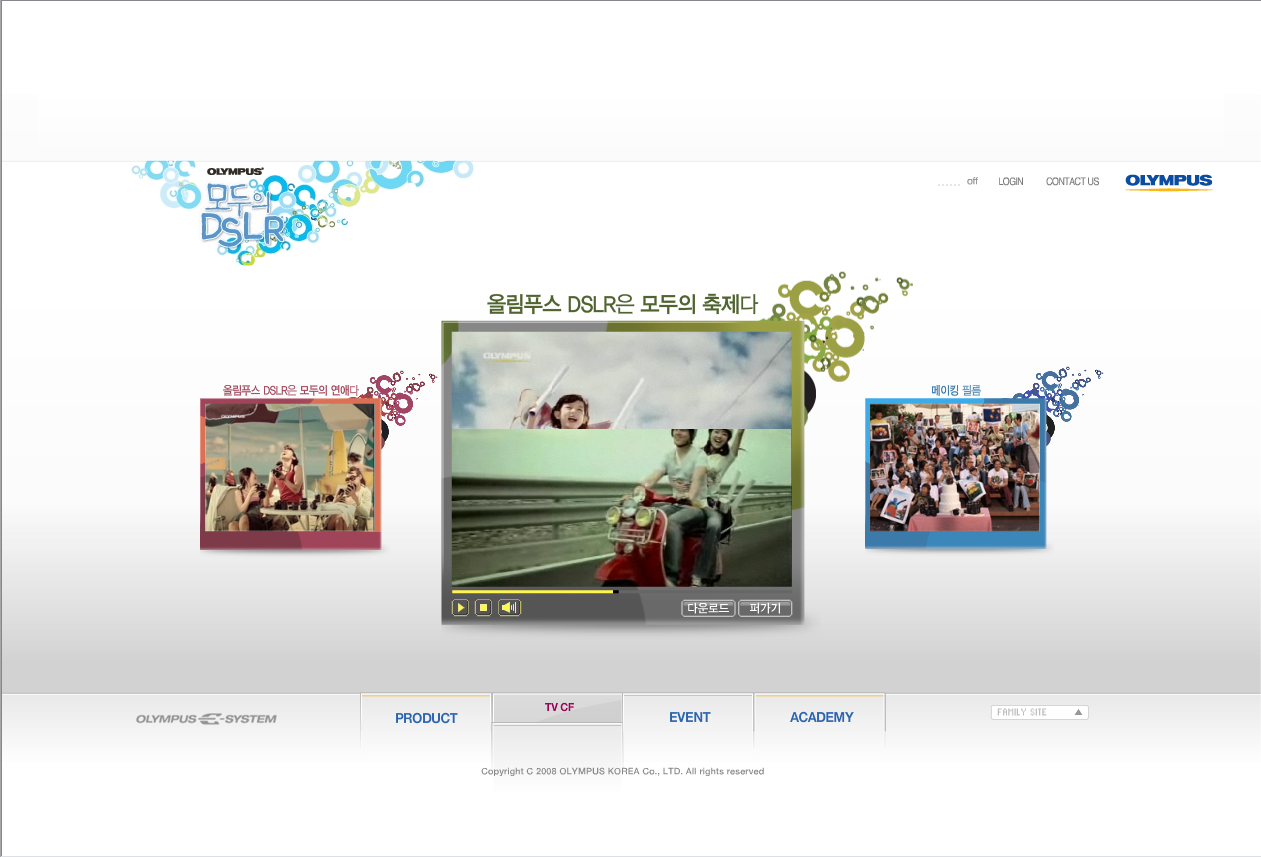 OLYMPUS
모두의
DSLR
off
LOGIN
CONTACT US
OLYMPUS
올림푸스 DSLR은 모두의 축제다
OLYMPUS
올림푸스 DSLR은 모두의 연애다
OLYMPUS
메이킹 필름
다운로드
퍼가기
OLYMPUS E-SYSTEM
PRODUCT
TV CF
EVENT
ACADEMY
FAMILY SITE
Copyright C 2008 OLYMPUS KOREA Co., LTD. All rights reserved